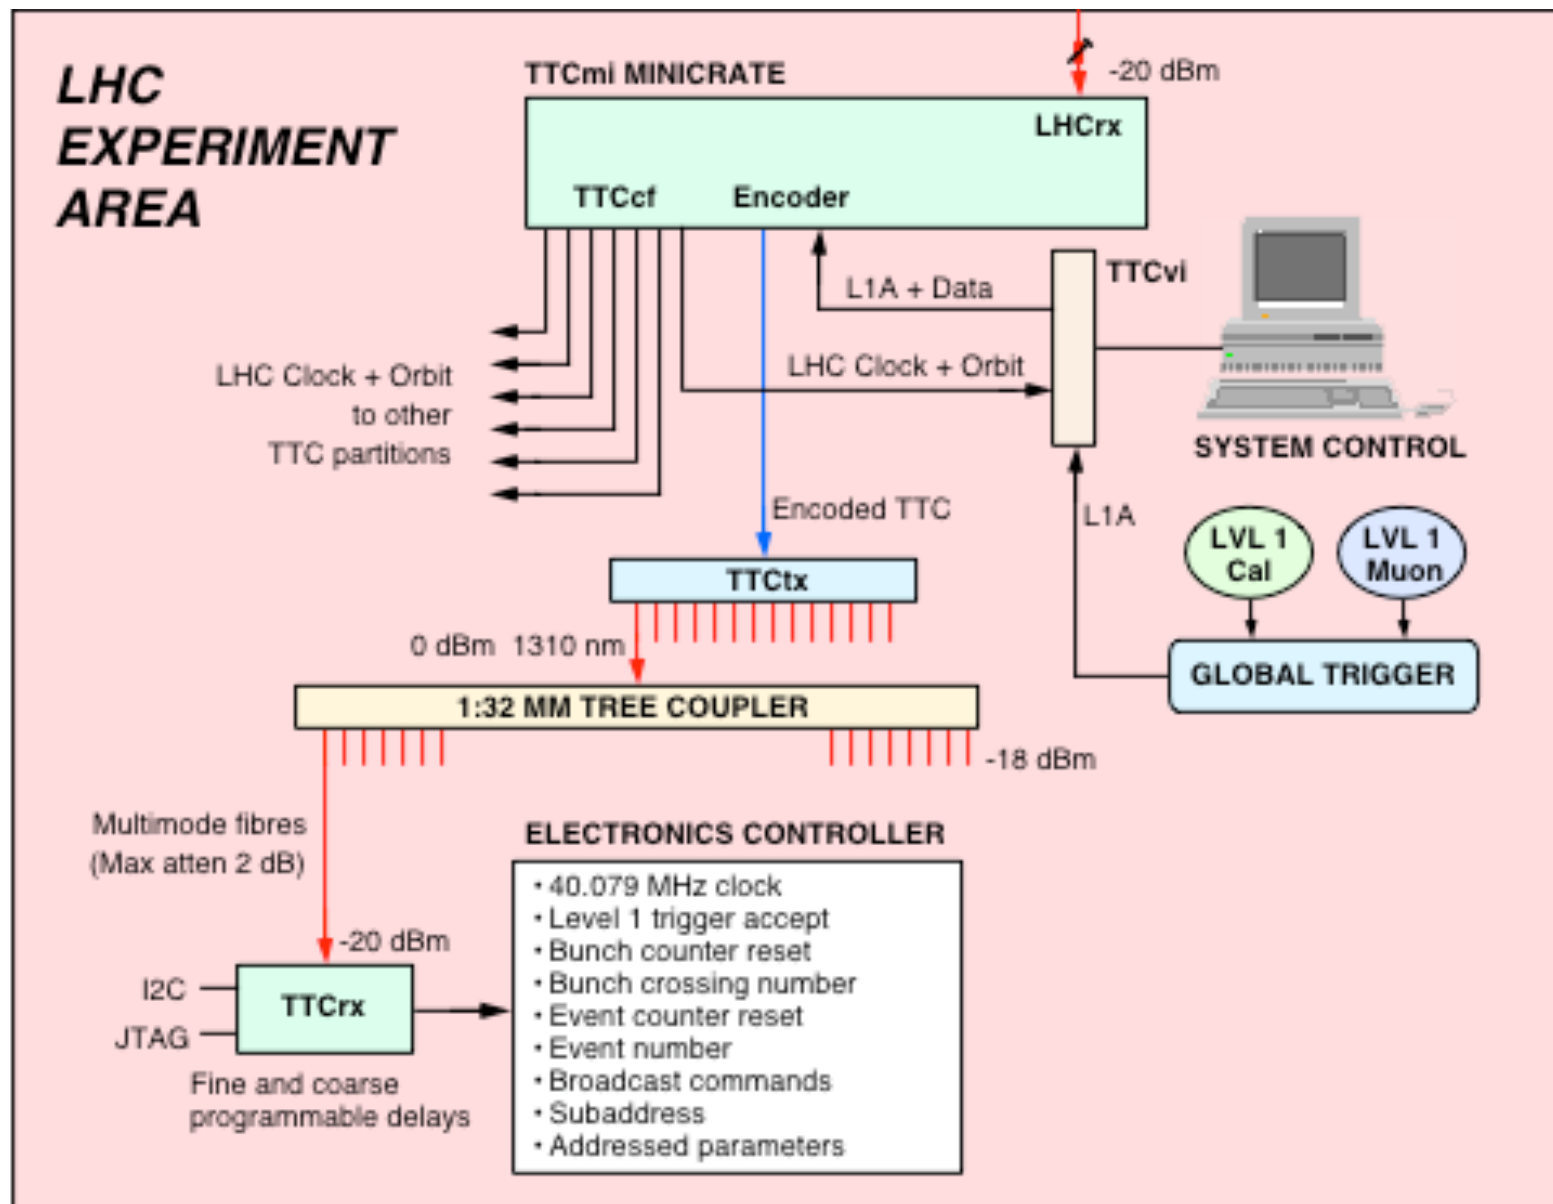 LHC
EXPERIMENT
AREA
TTCmi MINICRATE
-20 dBm
LHCrx
TTCcf
Encoder
TTCvi
L1A + Data
LHC Clock + Orbit
LHC Clock + Orbit
to other
TTC partitions
SYSTEM CONTROL
Encoded TTC
L1A
LVL 1
Cal
LVL 1
Muon
TTCtx
GLOBAL TRIGGER
0 dBm 1310 nm
1:32 MM TREE COUPLER
-18 dBm
Multimode fibres
(Max atten 2 dB)
ELECTRONICS CONTROLLER
• 40.079 MHz clock
• Level 1 trigger accept
• Bunch counter reset
• Bunch crossing number
• Event counter reset
• Event number
• Broadcast commands
• Subaddress
• Addressed parameters
-20 dBm
I2C
JTAG
TTCrx
Fine and coarse
programmable delays